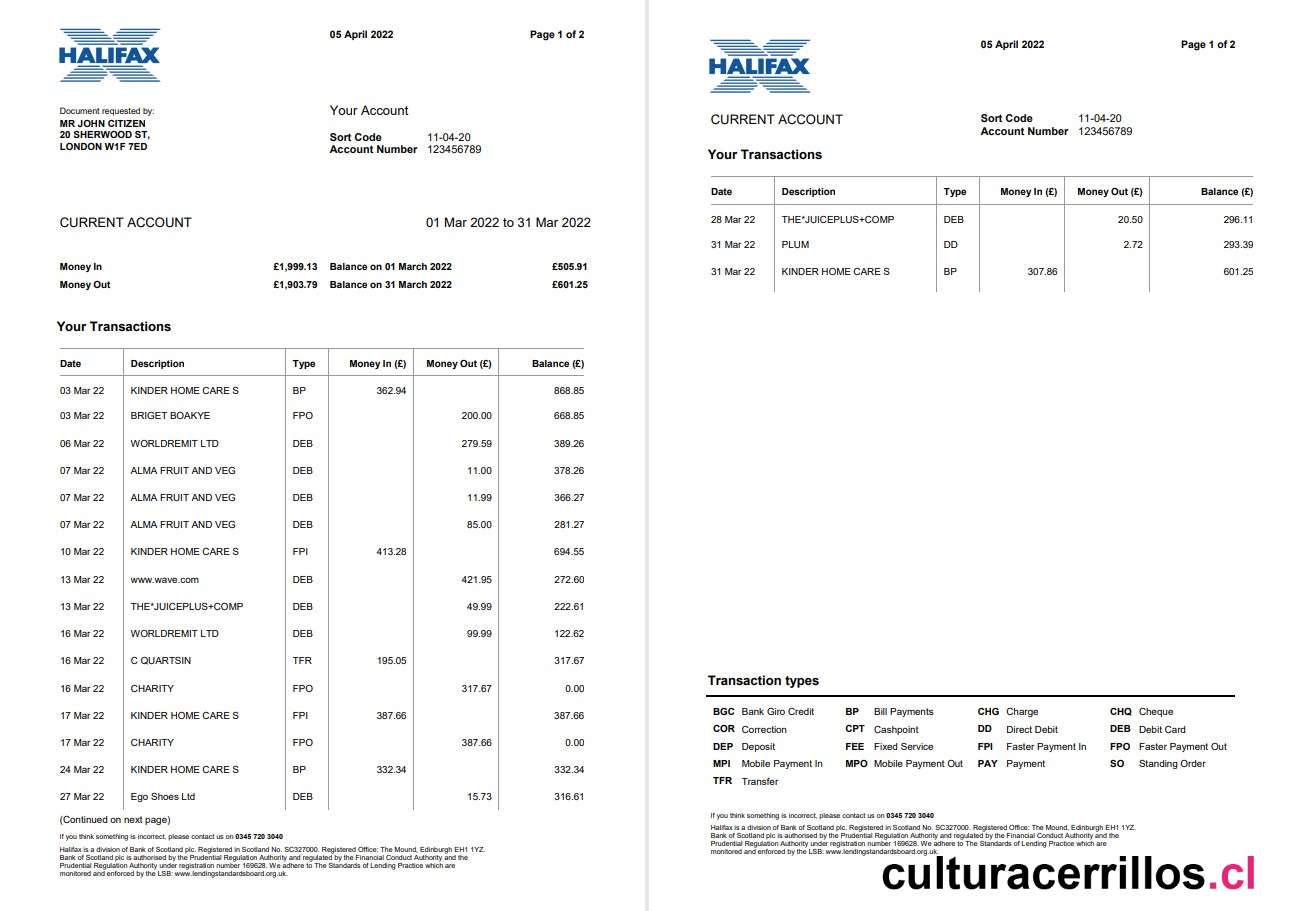 HALIFAX
05 April 2022 Page 1 of 2
Document requested by:
MR JOHN CITIZEN
20 SHERWOOD ST,
LONDON W1F 7ED
Your Account
Sort Code 11-04-20
Account Number 123456789
CURRENT ACCOUNT 01 Mar 2022 to 31 Mar 2022
Money In £1,999.13 Balance on 01 March 2022 £505.91
Money Out £1,903.79 Balance on 31 March 2022 £601.25
Your Transactions
Date Description Type Money In (£) Money Out (£) Balance (£)
03 Mar 22 KINDER HOME CARE S BP 362.94 868.85
03 Mar 22 BRIGET BOAKYE FPO 200.00 668.85
06 Mar 22 WORLDREMIT LTD DEB 279.59 389.26
07 Mar 22 ALMA FRUIT AND VEG DEB 11.00 378.26
07 Mar 22 ALMA FRUIT AND VEG DEB 11.99 366.27
07 Mar 22 ALMA FRUIT AND VEG DEB 85.00 281.27
10 Mar 22 KINDER HOME CARE S FPI 413.28 694.55
13 Mar 22 www.wave.com DEB 421.95 272.60
13 Mar 22 THE*JUICEPLUS+COMP DEB 49.99 222.61
16 Mar 22 WORLDREMIT LTD DEB 99.99 122.62
16 Mar 22 C QUARTSIN TFR 195.05 317.67
16 Mar 22 CHARITY FPO 317.67 0.00
17 Mar 22 KINDER HOME CARE S FPI 387.66 387.66
17 Mar 22 CHARITY FPO 387.66 0.00
24 Mar 22 KINDER HOME CARE S BP 332.34 332.34
27 Mar 22 Ego Shoes Ltd DEB 15.73 316.61
(Continued on next page)
If you think something is incorrect, please contact us on 0345 720 3040
Halifax is a division of Bank of Scotland plc. Registered in Scotland No. SC327000. Registered Office: The Mound, Edinburgh EH1 1YZ.
Bank of Scotland plc is authorised by the Prudential Regulation Authority and regulated by the Financial Conduct Authority and the
Prudential Regulation Authority under registration number 169628. We adhere to The Standards of Lending Practice which are
monitored and enforced by the LSB: www.lendingstandardsboard.org.uk.
HALIFAX
05 April 2022 Page 1 of 2
CURRENT ACCOUNT
Sort Code 11-04-20
Account Number 123456789
Your Transactions
Date Description Type Money In (£) Money Out (£) Balance (£)
28 Mar 22 THE*JUICEPLUS+COMP DEB 20.50 296.11
31 Mar 22 PLUM DD 2.72 293.39
31 Mar 22 KINDER HOME CARE S BP 307.86 601.25
Transaction types
BGC Bank Giro Credit BP Bill Payments CHG Charge CHQ Cheque
COR Correction CPT Cashpoint DD Direct Debit DEB Debit Card
DEP Deposit FEE Fixed Service FPI Faster Payment In FPO Faster Payment Out
MPI Mobile Payment In MPO Mobile Payment Out PAY Payment SO Standing Order
TFR Transfer
If you think something is incorrect, please contact us on 0345 720 3040
Halifax is a division of Bank of Scotland plc. Registered in Scotland No. SC327000. Registered Office: The Mound, Edinburgh EH1 1YZ.
Bank of Scotland plc is authorised by the Prudential Regulation Authority and regulated by the Financial Conduct Authority and the
Prudential Regulation Authority under registration number 169628. We adhere to The Standards of Lending Practice which are
monitored and enforced by the LSB: www.lendingstandardsboard.org.uk.
culturacerrillos.cl